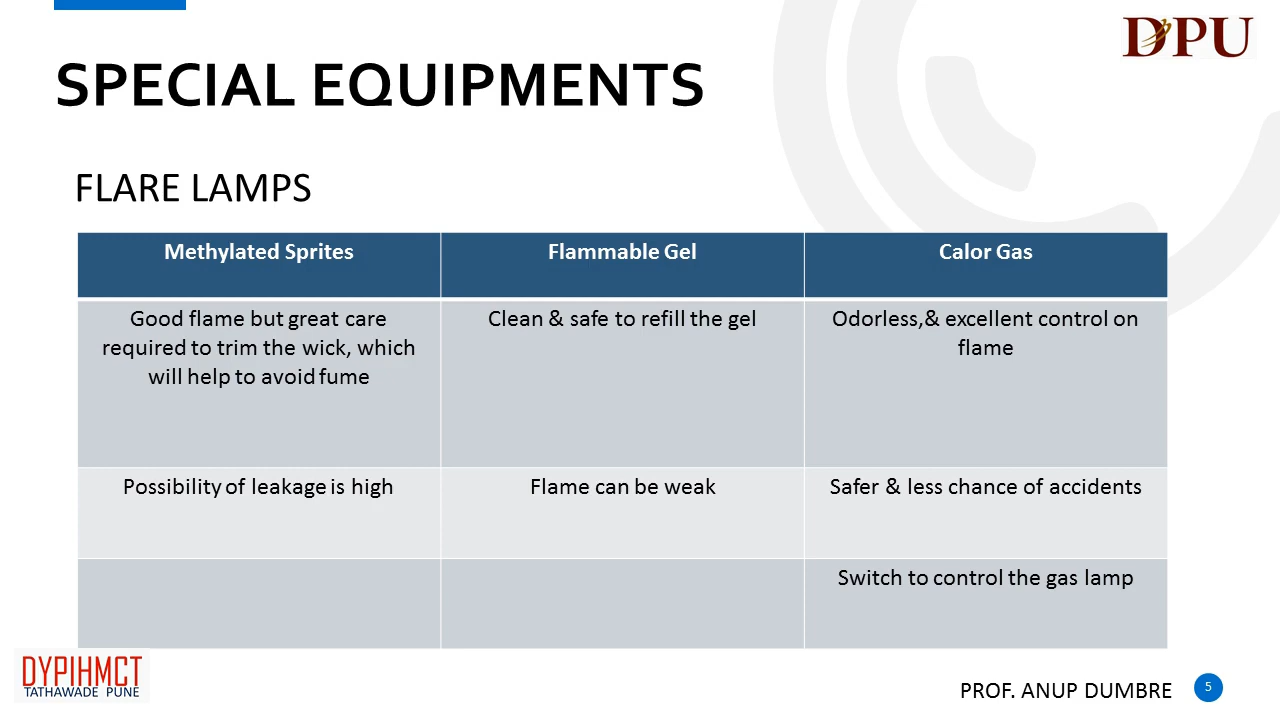 DPU
SPECIAL EQUIPMENTS
FLARE LAMPS
Methylated Sprites
Flammable Gel
Calor Gas
Good flame but great care
required to trim the wick, which
will help to avoid fume
Clean & safe to refill the gel
Odorless,& excellent control on
flame
Possibility of leakage is high
Flame can be weak
Safer & less chance of accidents
Switch to control the gas lamp
DYPIHMCT
TATHAWADE PUNE
PROF. ANUP DUMBRE
5